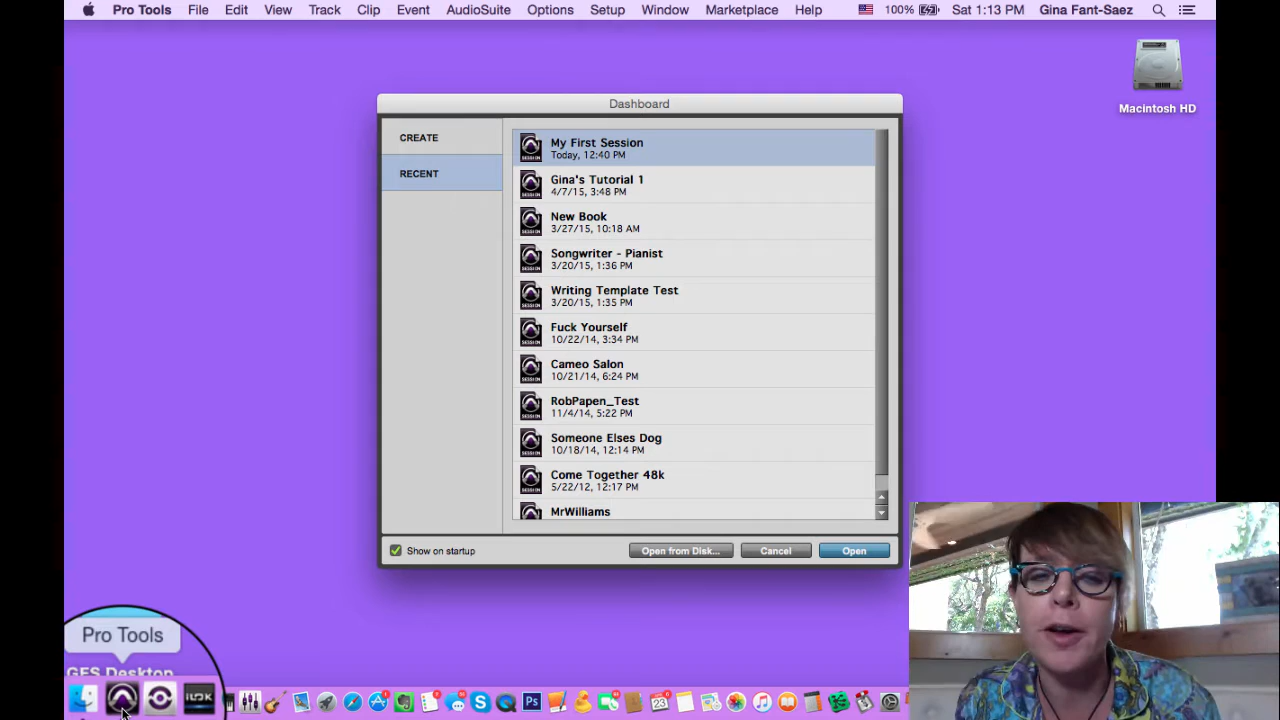 Pro Tools File Edit View Track Clip Event AudioSuite Options Setup Window Marketplace Help 100% Sat 1:13 PM Gina Fant-Saez
Macintosh HD
Dashboard
CREATE
RECENT
My First Session
Today, 12:40 PM
Gina's Tutorial 1
4/7/15, 3:48 PM
New Book
3/27/15, 10:18 AM
Songwriter - Pianist
3/20/15, 1:36 PM
Writing Template Test
3/20/15, 1:35 PM
Fuck Yourself
10/22/14, 3:34 PM
Cameo Salon
10/21/14, 6:24 PM
RobPapen_Test
11/4/14, 5:22 PM
Someone Elses Dog
10/18/14, 12:14 PM
Come Together 48k
5/22/12, 12:17 PM
MrWilliams
Show on startup Open from Disk... Cancel Open
Pro Tools
GFS Desktop
iLOK
Ps
23